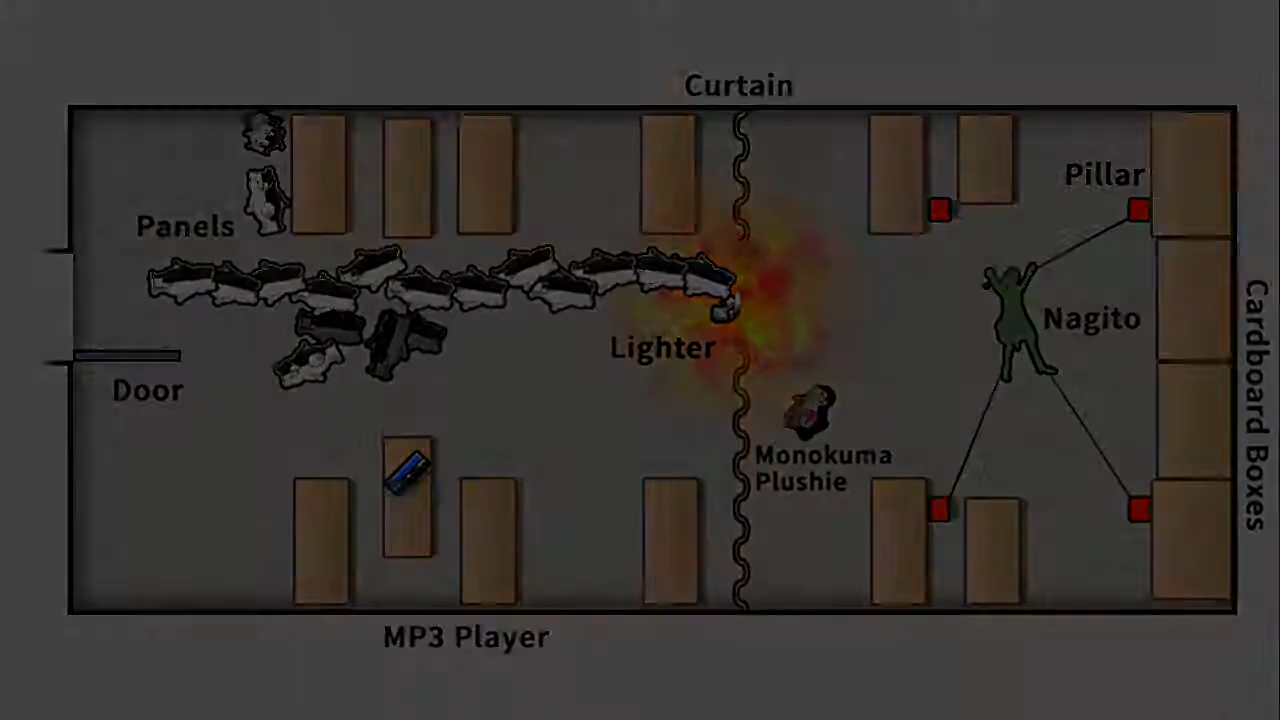 Curtain
Pillar
Panels
Nagito
Lighter
Door
Monokuma
Plushie
MP3 Player
Cardboard Boxes